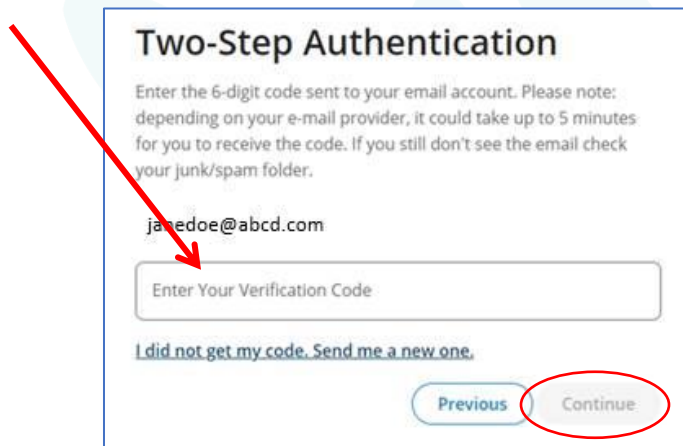 Two-Step Authentication
Enter the 6-digit code sent to your email account. Please note:
depending on your e-mail provider, it could take up to 5 minutes
for you to receive the code. If you still don't see the email check
your junk/spam folder.
janedoe@abcd.com
Enter Your Verification Code
I did not get my code. Send me a new one.
Previous Continue